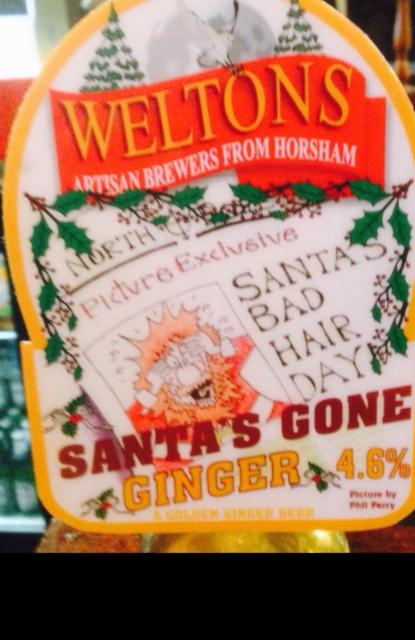 WELTONS
ARTISAN BREWERS FROM HORSHAM
NORTH
Picture Exclusive
SANTA'S
BAD
HAIR
DAY
SANTA'S GONE
GINGER 4.6%
A GOLDEN GINGER BEER
Picture by
Phil Perry